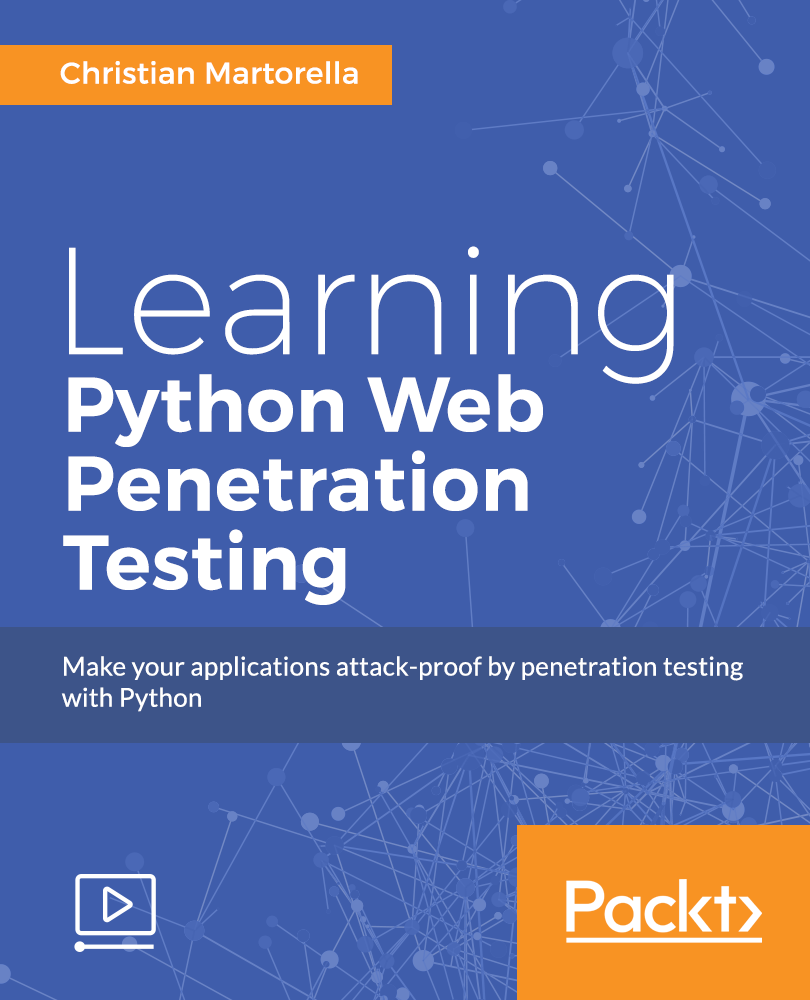 Christian Martorella
Learning
Python Web
Penetration
Testing
Make your applications attack-proof by penetration testing
with Python
Packt>